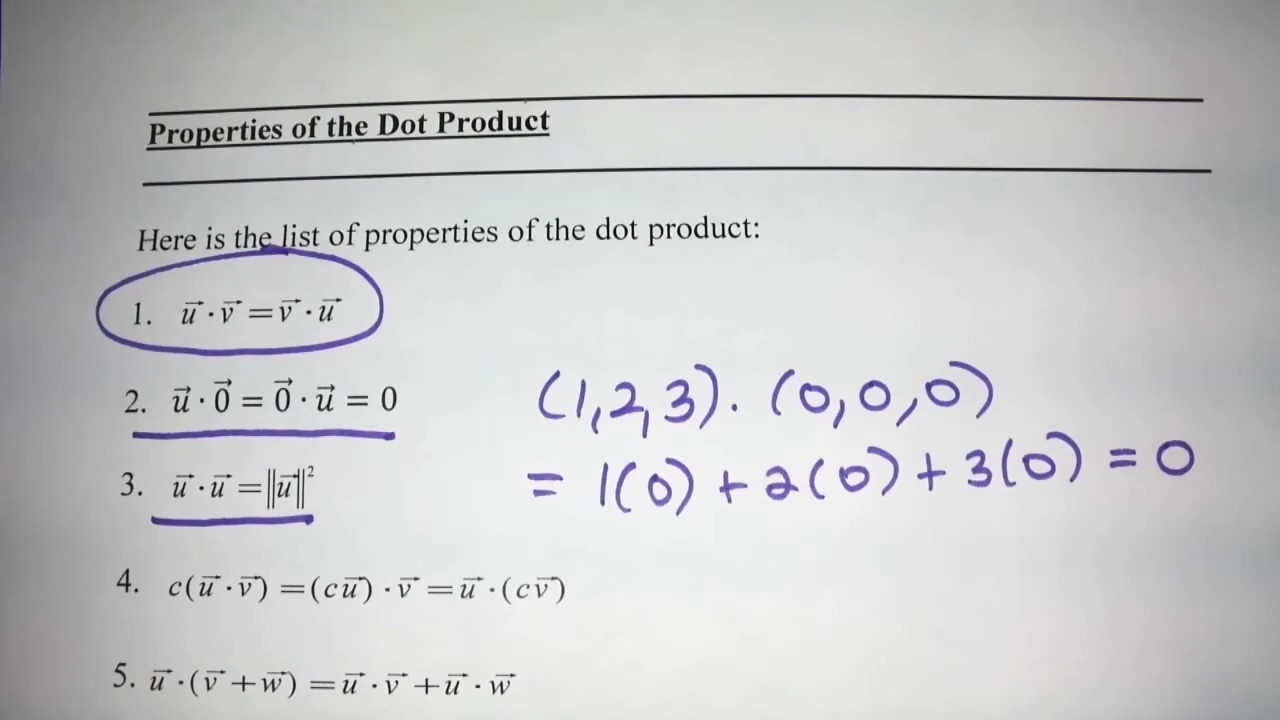 Properties of the Dot Product
Here is the list of properties of the dot product:
1. u⃗ · v⃗ = v⃗ · u⃗
2. u⃗ · 0⃗ = 0⃗ · u⃗ = 0
(1,2,3). (0,0,0)
= 1(0) + 2(0) + 3(0) = 0
3. u⃗ · u⃗ = ‖u⃗‖²
4. c(u⃗ · v⃗) = (cu⃗) · v⃗ = u⃗ · (cv⃗)
5. u⃗ · (v⃗ + w⃗) = u⃗ · v⃗ + u⃗ · w⃗